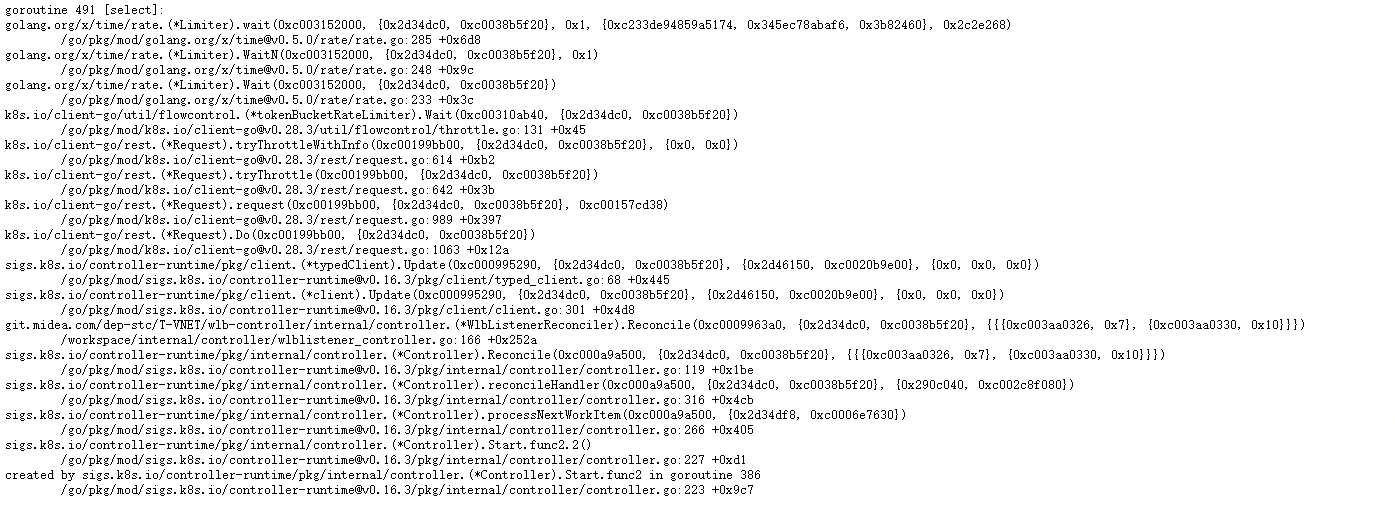 goroutine 491 [select]:
golang.org/x/time/rate.(*Limiter).wait(0xc003152000, {0x2d34dc0, 0xc0038b5f20}, 0x1, {0xc233de94859a5174, 0x345ec78abaf6, 0x3b82460}, 0x2c2e268)
/go/pkg/mod/golang.org/x/time@v0.5.0/rate/rate.go:285 +0x6d8
golang.org/x/time/rate.(*Limiter).WaitN(0xc003152000, {0x2d34dc0, 0xc0038b5f20}, 0x1)
/go/pkg/mod/golang.org/x/time@v0.5.0/rate/rate.go:248 +0x9c
golang.org/x/time/rate.(*Limiter).Wait(0xc003152000, {0x2d34dc0, 0xc0038b5f20})
/go/pkg/mod/golang.org/x/time@v0.5.0/rate/rate.go:233 +0x3c
k8s.io/client-go/util/flowcontrol.(*tokenBucketRateLimiter).Wait(0xc00310ab40, {0x2d34dc0, 0xc0038b5f20})
/go/pkg/mod/k8s.io/client-go@v0.28.3/util/flowcontrol/throttle.go:131 +0x45
k8s.io/client-go/rest.(*Request).tryThrottleWithInfo(0xc00199bb00, {0x2d34dc0, 0xc0038b5f20}, {0x0, 0x0})
/go/pkg/mod/k8s.io/client-go@v0.28.3/rest/request.go:614 +0xb2
k8s.io/client-go/rest.(*Request).tryThrottle(0xc00199bb00, {0x2d34dc0, 0xc0038b5f20})
/go/pkg/mod/k8s.io/client-go@v0.28.3/rest/request.go:642 +0x3b
k8s.io/client-go/rest.(*Request).request(0xc00199bb00, {0x2d34dc0, 0xc0038b5f20}, 0xc00157cd38)
/go/pkg/mod/k8s.io/client-go@v0.28.3/rest/request.go:989 +0x397
k8s.io/client-go/rest.(*Request).Do(0xc00199bb00, {0x2d34dc0, 0xc0038b5f20})
/go/pkg/mod/k8s.io/client-go@v0.28.3/rest/request.go:1063 +0x12a
sigs.k8s.io/controller-runtime/pkg/client.(*typedClient).Update(0xc000995290, {0x2d34dc0, 0xc0038b5f20}, {0x2d46150, 0xc0020b9e00}, {0x0, 0x0, 0x0})
/go/pkg/mod/sigs.k8s.io/controller-runtime@v0.16.3/pkg/client/typed_client.go:68 +0x445
sigs.k8s.io/controller-runtime/pkg/client.(*client).Update(0xc000995290, {0x2d34dc0, 0xc0038b5f20}, {0x2d46150, 0xc0020b9e00}, {0x0, 0x0, 0x0})
/go/pkg/mod/sigs.k8s.io/controller-runtime@v0.16.3/pkg/client/client.go:301 +0x4d8
git.midea.com/dep-stc/T-VNET/wlb-controller/internal/controller.(*WlbListenerReconciler).Reconcile(0xc0009963a0, {0x2d34dc0, 0xc0038b5f20}, {{{0xc003aa0326, 0x7}, {0xc003aa0330, 0x10}}})
/workspace/internal/controller/wlblistener_controller.go:166 +0x252a
sigs.k8s.io/controller-runtime/pkg/internal/controller.(*Controller).Reconcile(0xc000a9a500, {0x2d34dc0, 0xc0038b5f20}, {{{0xc003aa0326, 0x7}, {0xc003aa0330, 0x10}}})
/go/pkg/mod/sigs.k8s.io/controller-runtime@v0.16.3/pkg/internal/controller/controller.go:119 +0x1be
sigs.k8s.io/controller-runtime/pkg/internal/controller.(*Controller).reconcileHandler(0xc000a9a500, {0x2d34dc0, 0xc0038b5f20}, {0x290c040, 0xc002c8f080})
/go/pkg/mod/sigs.k8s.io/controller-runtime@v0.16.3/pkg/internal/controller/controller.go:316 +0x4cb
sigs.k8s.io/controller-runtime/pkg/internal/controller.(*Controller).processNextWorkItem(0xc000a9a500, {0x2d34df8, 0xc0006e7630})
/go/pkg/mod/sigs.k8s.io/controller-runtime@v0.16.3/pkg/internal/controller/controller.go:266 +0x405
sigs.k8s.io/controller-runtime/pkg/internal/controller.(*Controller).Start.func2.2()
/go/pkg/mod/sigs.k8s.io/controller-runtime@v0.16.3/pkg/internal/controller/controller.go:227 +0xd1
created by sigs.k8s.io/controller-runtime/pkg/internal/controller.(*Controller).Start.func2 in goroutine 386
/go/pkg/mod/sigs.k8s.io/controller-runtime@v0.16.3/pkg/internal/controller/controller.go:223 +0x9c7